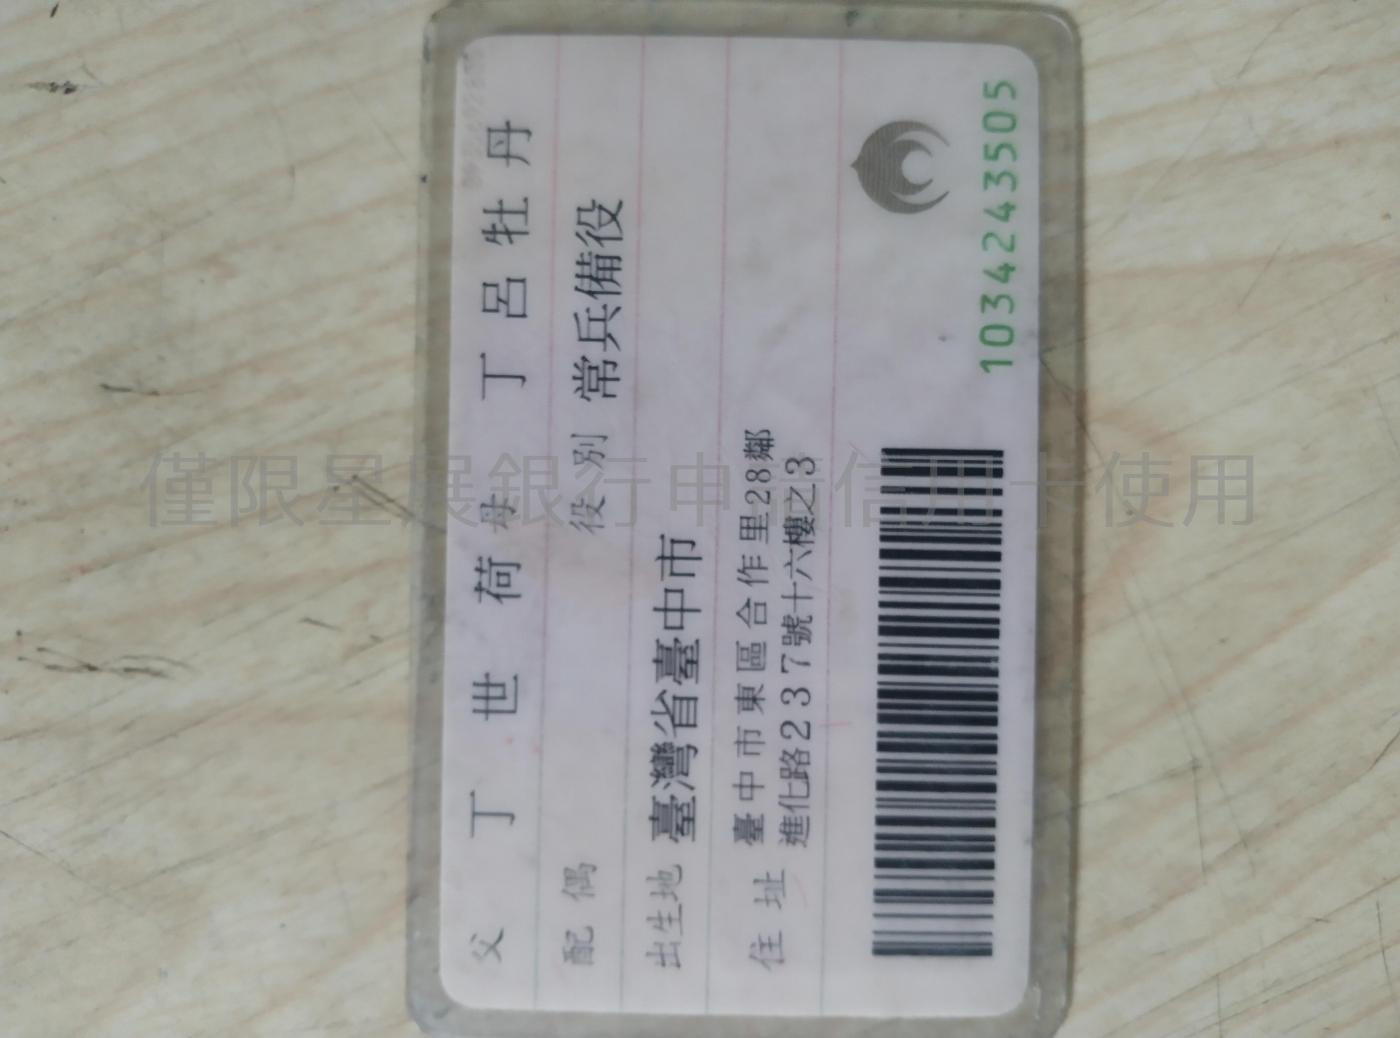 父 丁世荷 母 丁呂牡丹
配偶 役別 常兵備役
出生地 臺灣省臺中市
住址 臺中市東區合作里28鄰
進化路237號十六樓之3
1034243505
僅限星展銀行申請信用卡使用